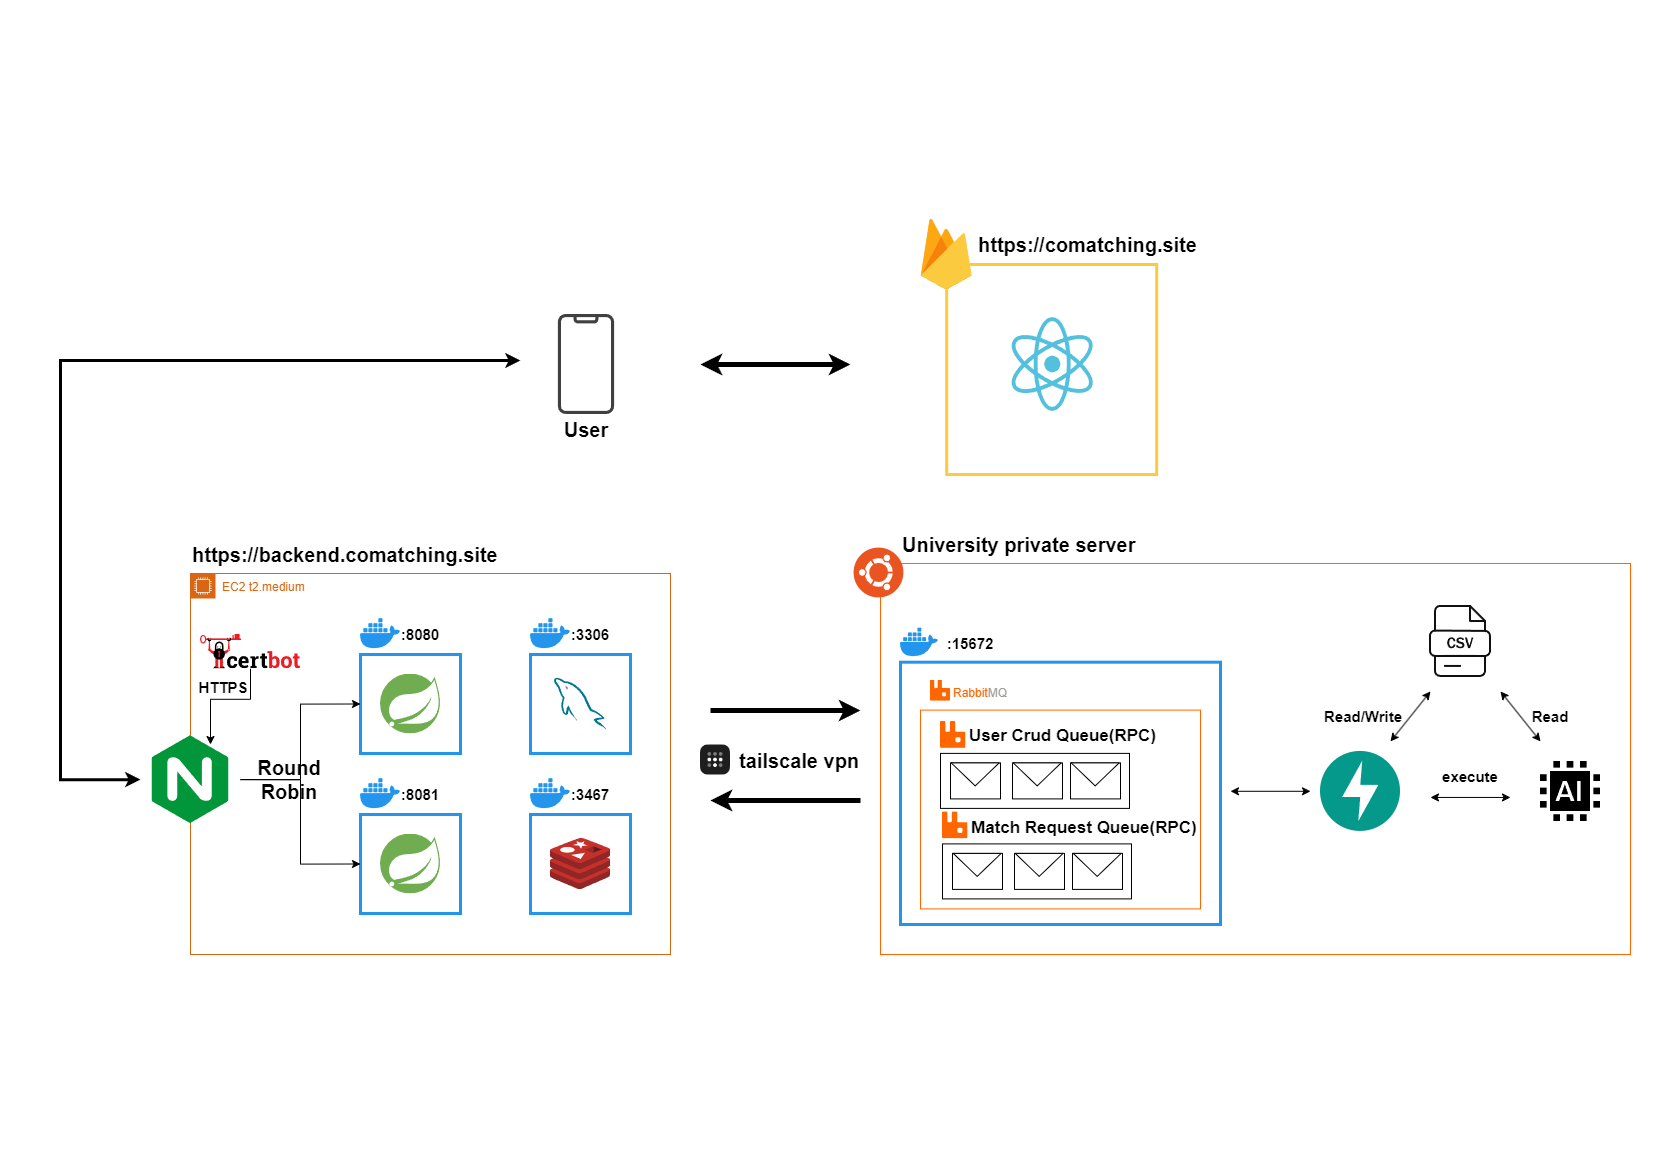 https://comatching.site
User
https://backend.comatching.site
EC2 t2.medium
certbot
HTTPS
:8080
:3306
Round
Robin
:8081
:3467
tailscale vpn
University private server
:15672
RabbitMQ
User Crud Queue(RPC)
Match Request Queue(RPC)
CSV
Read/Write
Read
execute
AI
N